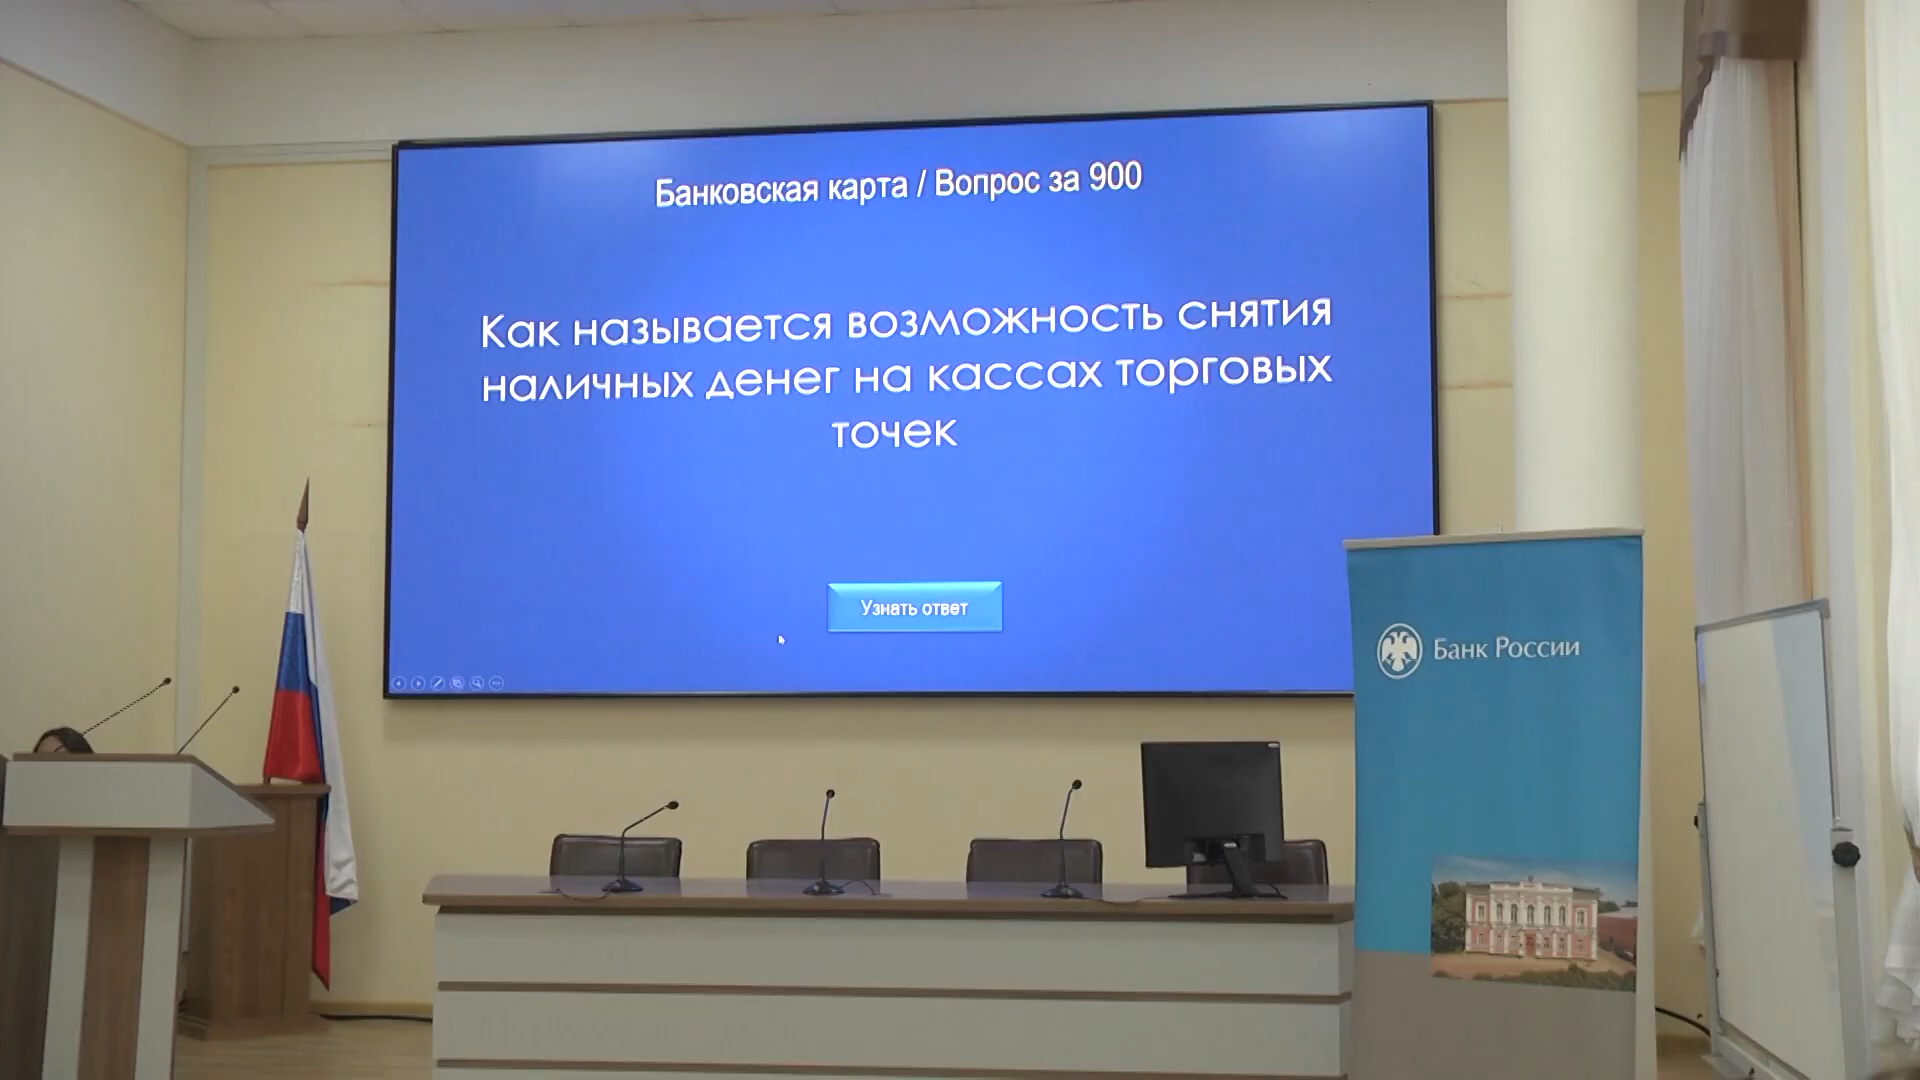 Банковская карта / Вопрос за 900
Как называется возможность снятия
наличных денег на кассах торговых
точек
Узнать ответ
Банк России